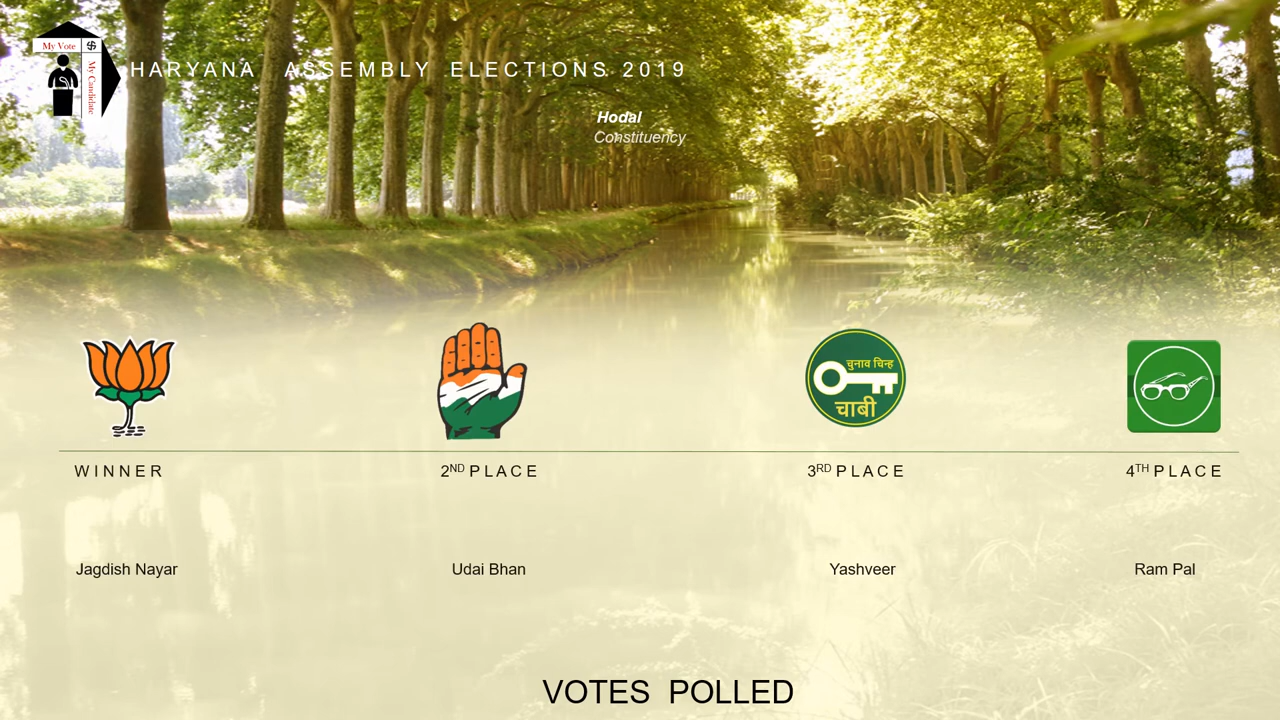 My Vote
My Candidate
HARYANA ASSEMBLY ELECTIONS 2019
Hodal
Constituency
चुनाव चिन्ह
चाबी
WINNER
2ND PLACE
3RD PLACE
4TH PLACE
Jagdish Nayar
Udai Bhan
Yashveer
Ram Pal
VOTES POLLED